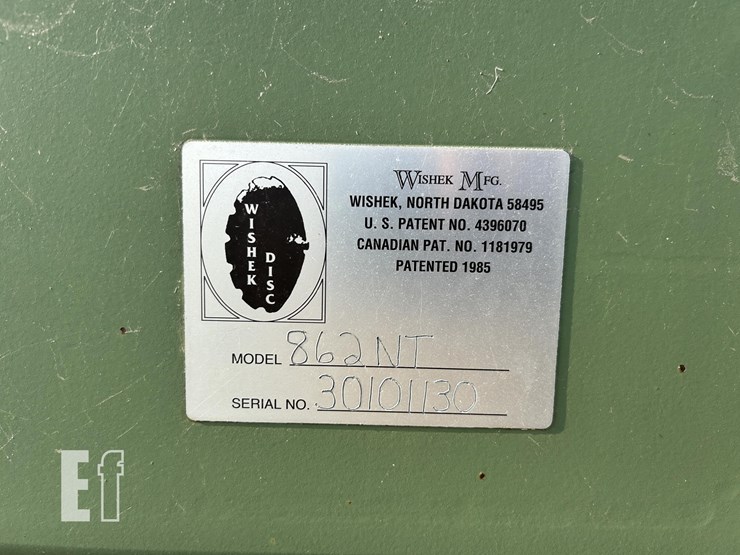 WISHEK
DISC
WISHEK MFG.
WISHEK, NORTH DAKOTA 58495
U. S. PATENT NO. 4396070
CANADIAN PAT. NO. 1181979
PATENTED 1985
MODEL 862NT
SERIAL NO. 30101130
Ef